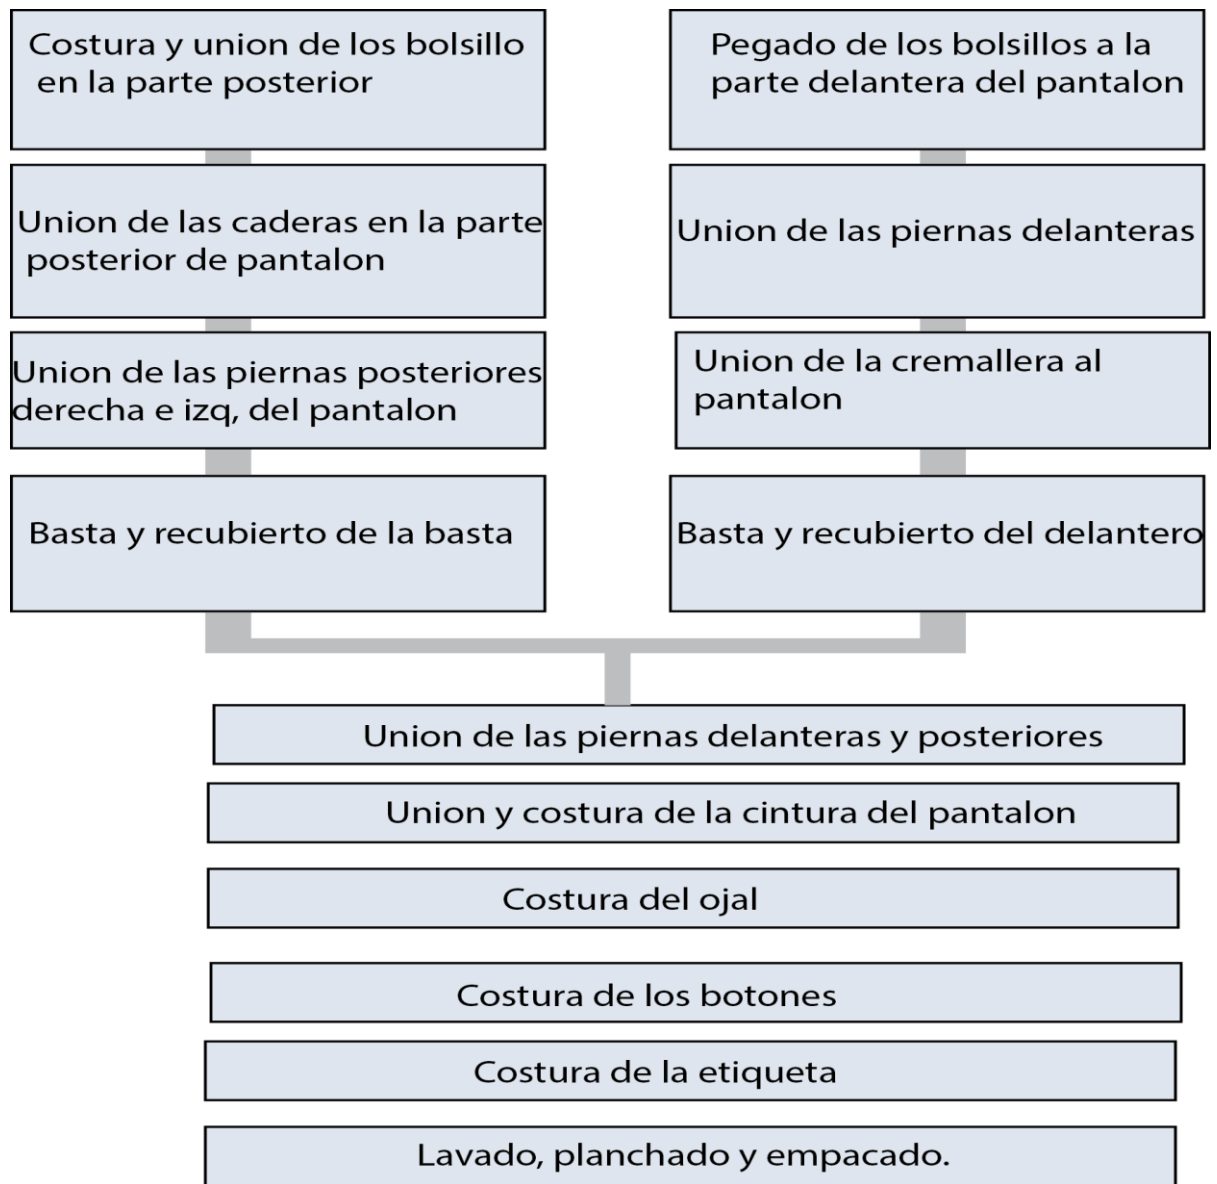 Costura y union de los bolsillo
en la parte posterior
Union de las caderas en la parte
posterior de pantalon
Union de las piernas posteriores
derecha e izq, del pantalon
Basta y recubierto de la basta
Pegado de los bolsillos a la
parte delantera del pantalon
Union de las piernas delanteras
Union de la cremallera al
pantalon
Basta y recubierto del delantero
Union de las piernas delanteras y posteriores
Union y costura de la cintura del pantalon
Costura del ojal
Costura de los botones
Costura de la etiqueta
Lavado, planchado y empacado.